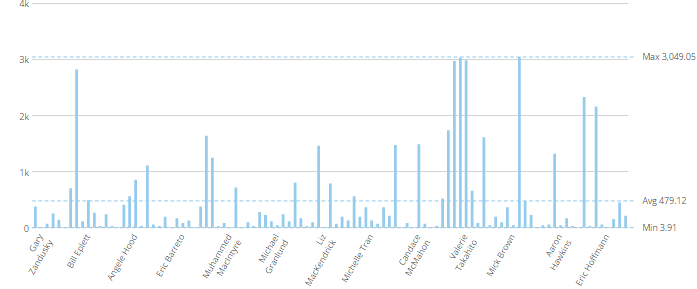 4k
3k
2k
1k
0
Max 3,049.05
Avg 479.12
Min 3.91
Gary
Zandusky
Bill Eplett
Angele Hood
Eric Barreto
Muhammed
MacIntyre
Michael
Granlund
Liz
MacKendrick
Michelle Tran
Candace
McMahon
Valerie
Takahito
Mick Brown
Aaron
Hawkins
Eric Hoffmann